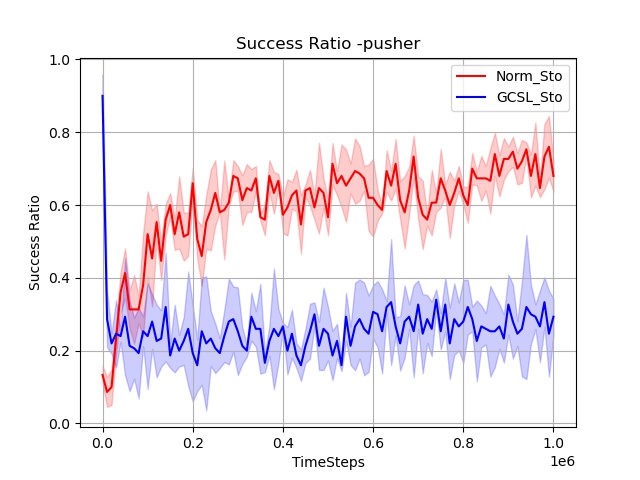 Success Ratio -pusher
Norm_Sto
GCSL_Sto
Success Ratio
1.0
0.8
0.6
0.4
0.2
0.0
0.0 0.2 0.4 0.6 0.8 1.0
1e6
TimeSteps